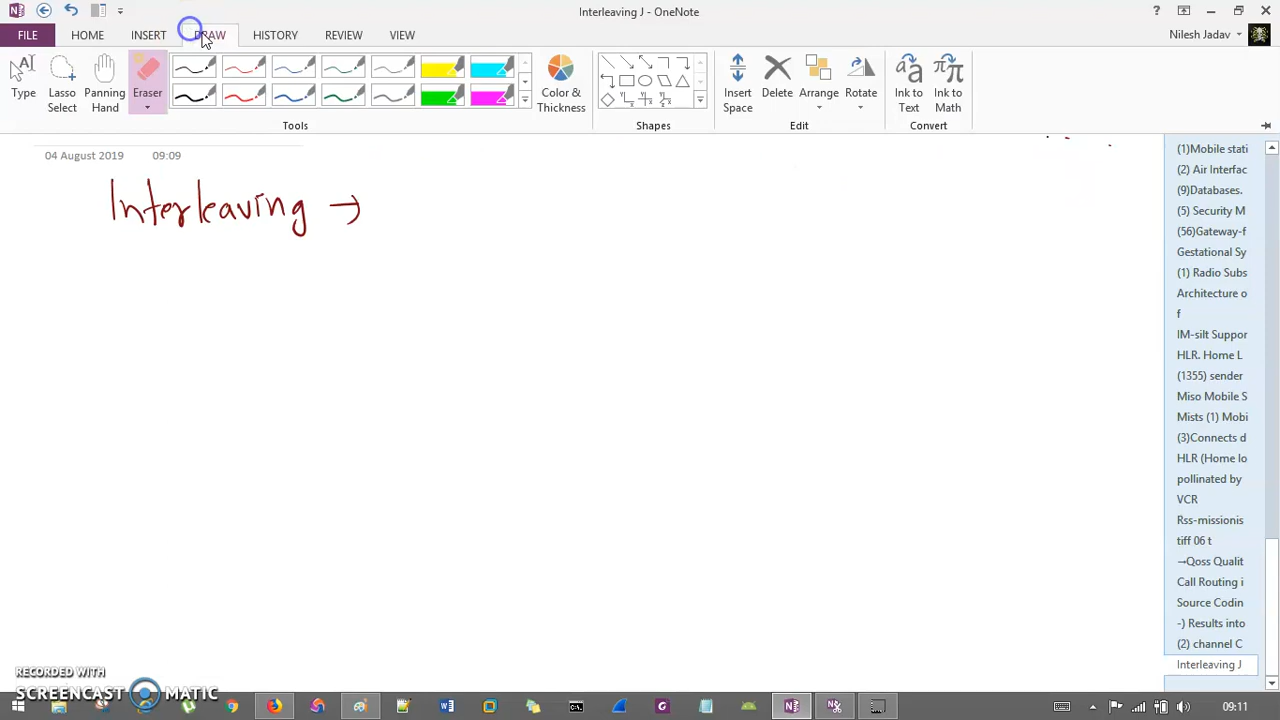 Interleaving J - OneNote
?
FILE
HOME
INSERT
DRAW
HISTORY
REVIEW
VIEW
Nilesh Jadav
Type
Lasso Select
Panning Hand
Eraser
Color & Thickness
Insert Space
Delete
Arrange
Rotate
Ink to Text
Ink to Math
Tools
Shapes
Edit
Convert
04 August 2019 09:09
Interleaving →
(1)Mobile stati
(2) Air Interfac
(9)Databases.
(5) Security M
(56)Gateway-f
Gestational Sy
(1) Radio Subs
Architecture o
f
IM-silt Suppor
HLR. Home L
(1355) sender
Miso Mobile S
Mists (1) Mobi
(3)Connects d
HLR (Home lo
pollinated by
VCR
Rss-missionis
tiff 06 t
→Qoss Qualit
Call Routing i
Source Codin
-) Results into
(2) channel C
Interleaving J
RECORDED WITH
SCREENCAST MATIC
09:11